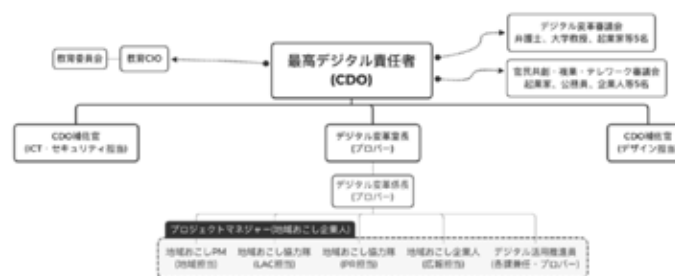 デジタル変革審議会
弁護士、大学教授、起業家等5名
最高デジタル責任者
(CDO)
教育委員会
教育CIO
官民共創・複業・テレワーク審議会
起業家、公務員、企業人等5名
CDO補佐官
(ICT・セキュリティ担当)
デジタル変革室長
(プロパー)
CDO補佐官
(デザイン担当)
デジタル変革係長
(プロパー)
プロジェクトマネジャー(地域おこし企業人)
地域おこしPM
(地域担当)
地域おこし協力隊
(LAC担当)
地域おこし協力隊
(PR担当)
地域おこし企業人
(広報担当)
デジタル活用推進員
(各課兼任・プロパー)